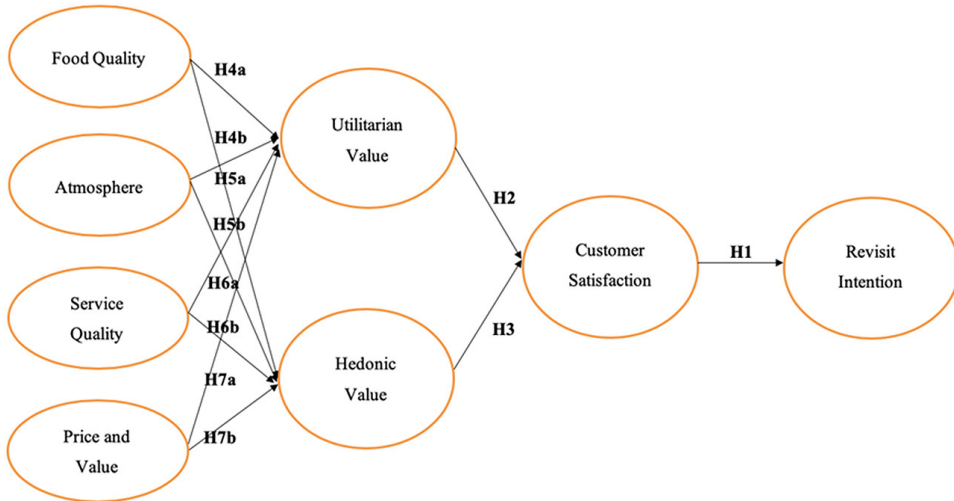 Food Quality
Atmosphere
Service
Quality
Price and
Value
H4a
H4b
H5a
H5b
H6a
H6b
H7a
H7b
Utilitarian
Value
Hedonic
Value
H2
H3
Customer
Satisfaction
H1
Revisit
Intention